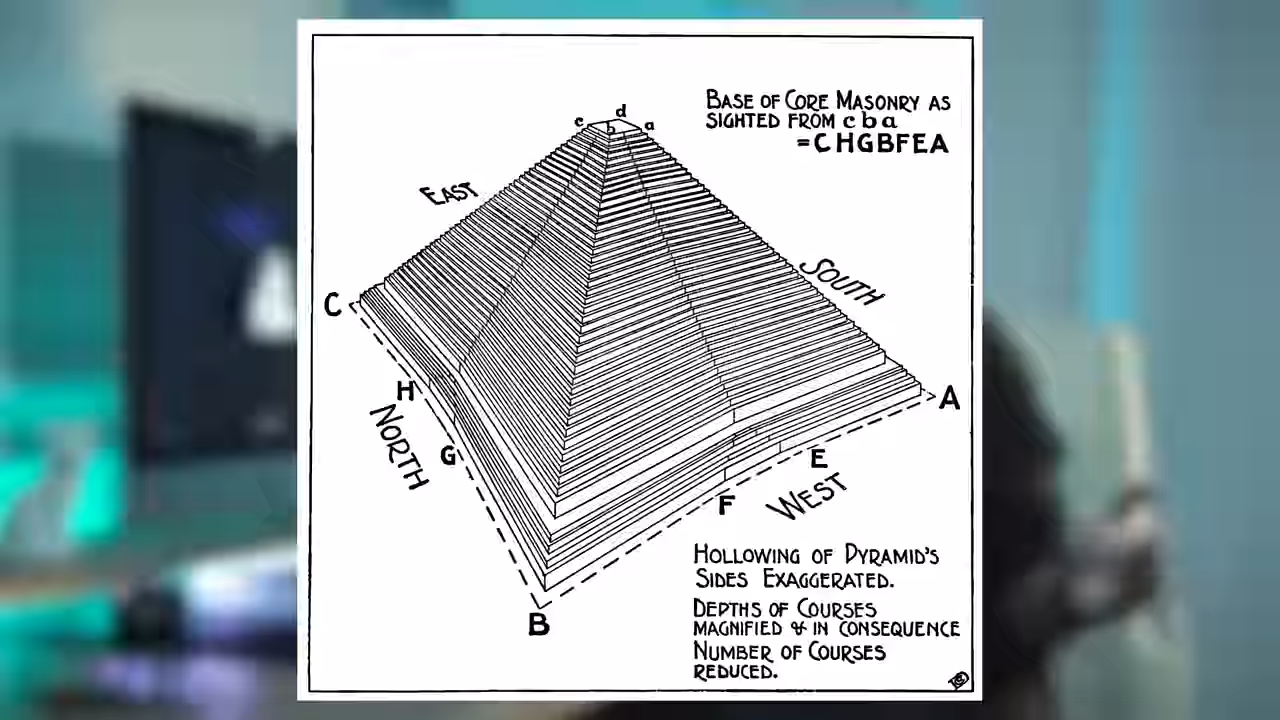 BASE OF CORE MASONRY AS
SIGHTED FROM c b a
=CHGBFEA
d
c
b
a
EAST
SOUTH
C
H
NORTH
G
A
E
F
WEST
B
HOLLOWING OF PYRAMID'S
SIDES EXAGGERATED.
DEPTHS OF COURSES
MAGNIFIED & IN CONSEQUENCE
NUMBER OF COURSES
REDUCED.